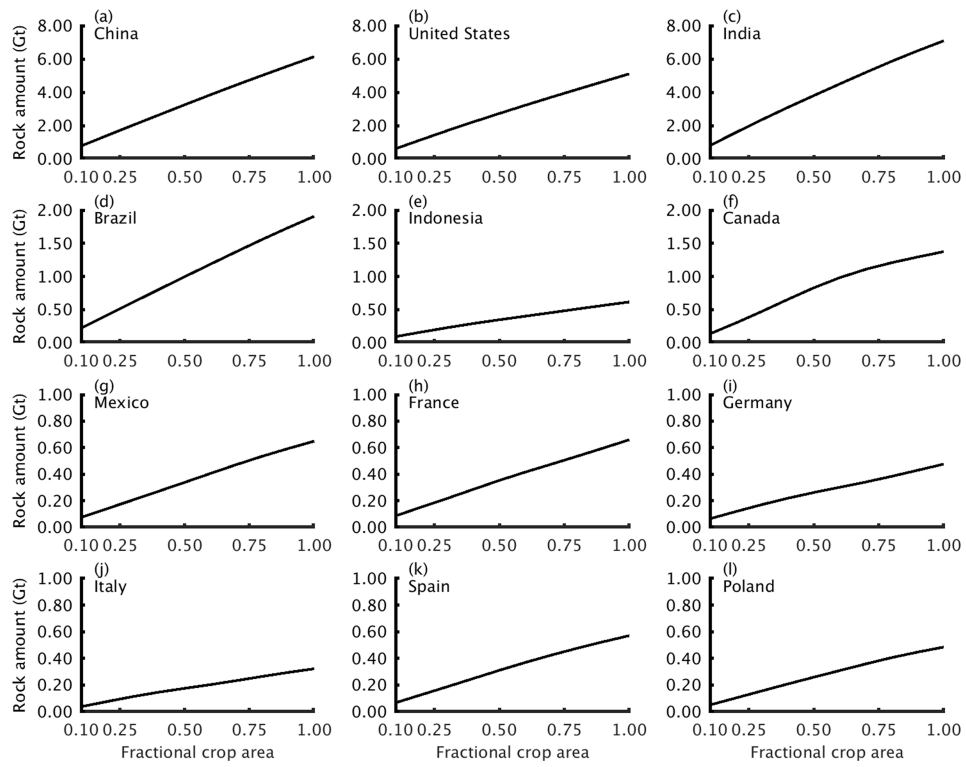 (a)
China
Rock amount (Gt)
8.00
6.00
4.00
2.00
0.00
0.10 0.25 0.50 0.75 1.00
(b)
United States
8.00
6.00
4.00
2.00
0.00
0.10 0.25 0.50 0.75 1.00
(c)
India
8.00
6.00
4.00
2.00
0.00
0.10 0.25 0.50 0.75 1.00
(d)
Brazil
Rock amount (Gt)
2.00
1.50
1.00
0.50
0.00
0.10 0.25 0.50 0.75 1.00
(e)
Indonesia
2.00
1.50
1.00
0.50
0.00
0.10 0.25 0.50 0.75 1.00
(f)
Canada
2.00
1.50
1.00
0.50
0.00
0.10 0.25 0.50 0.75 1.00
(g)
Mexico
Rock amount (Gt)
1.00
0.80
0.60
0.40
0.20
0.00
0.10 0.25 0.50 0.75 1.00
(h)
France
1.00
0.80
0.60
0.40
0.20
0.00
0.10 0.25 0.50 0.75 1.00
(i)
Germany
1.00
0.80
0.60
0.40
0.20
0.00
0.10 0.25 0.50 0.75 1.00
(j)
Italy
Rock amount (Gt)
1.00
0.80
0.60
0.40
0.20
0.00
0.10 0.25 0.50 0.75 1.00
Fractional crop area
(k)
Spain
1.00
0.80
0.60
0.40
0.20
0.00
0.10 0.25 0.50 0.75 1.00
Fractional crop area
(l)
Poland
1.00
0.80
0.60
0.40
0.20
0.00
0.10 0.25 0.50 0.75 1.00
Fractional crop area